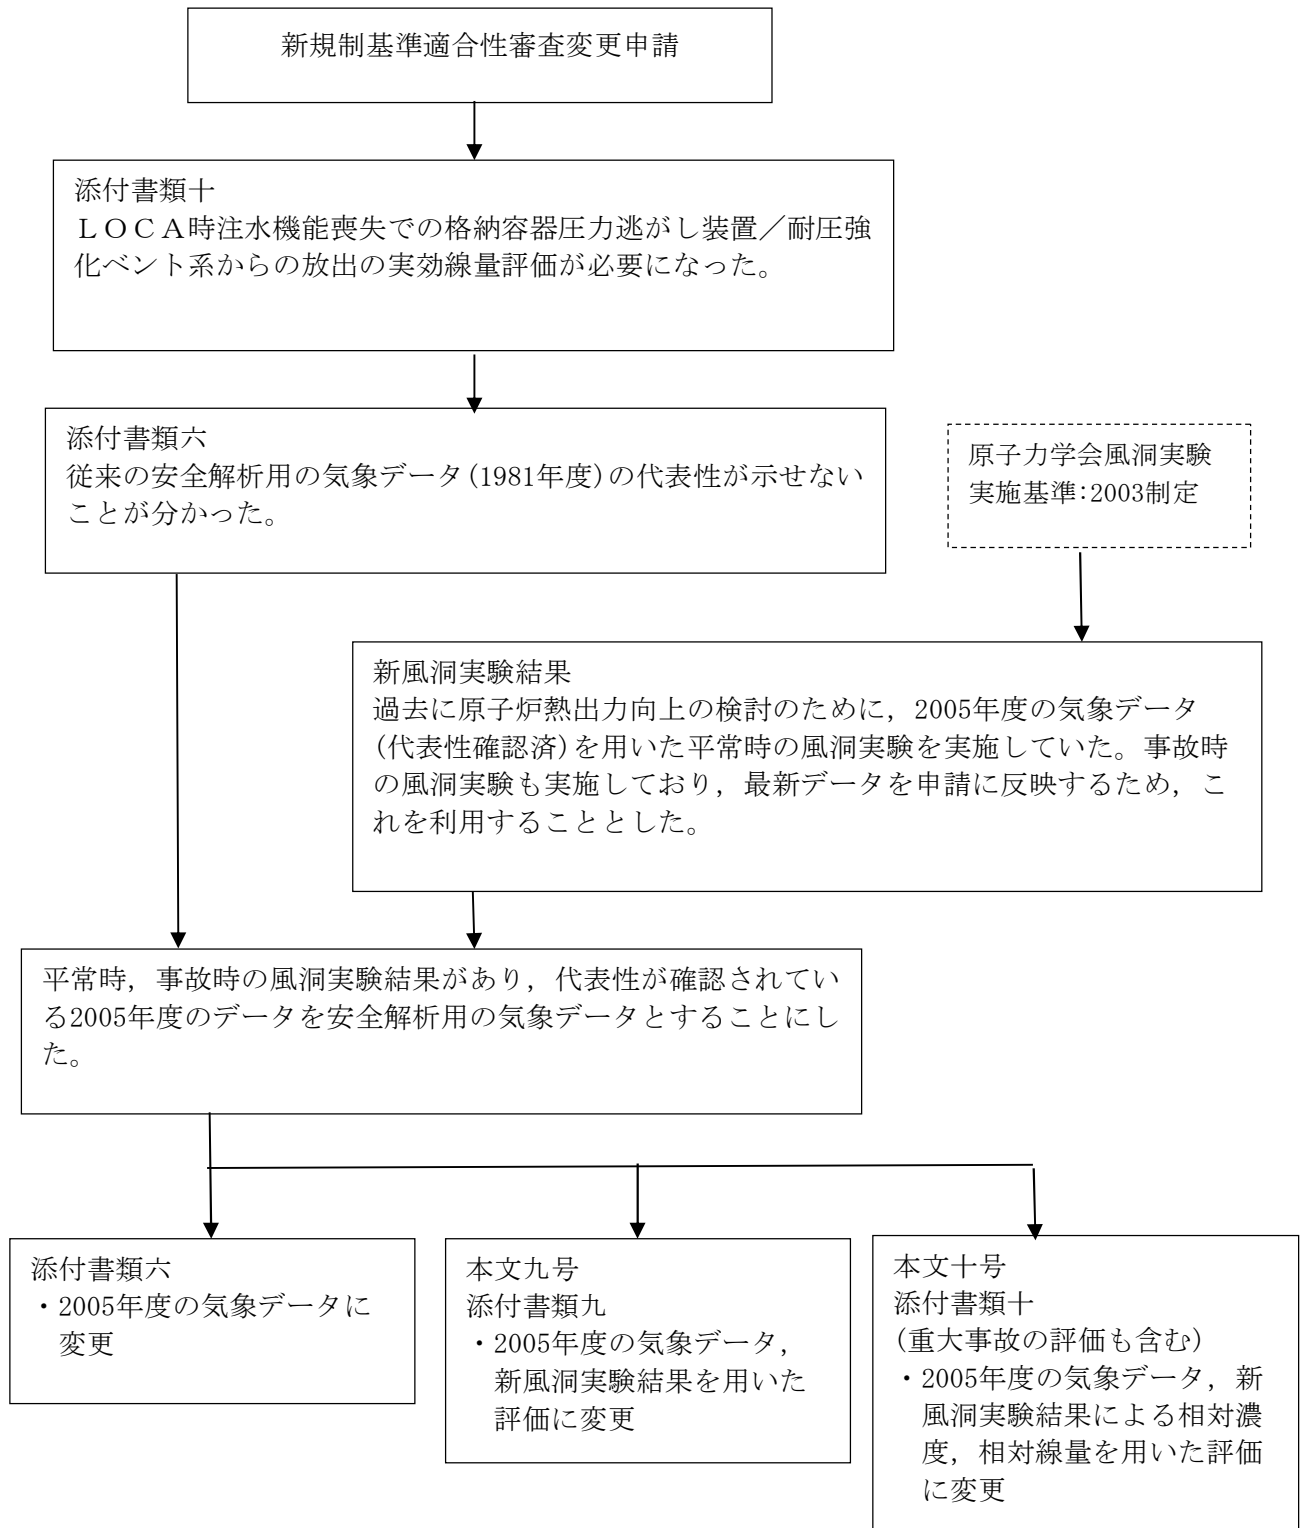 新規制基準適合性審査変更申請
添付書類十
LOCA時注水機能喪失での格納容器圧力逃がし装置／耐圧強
化ベント系からの放出の実効線量評価が必要になった。
添付書類六
従来の安全解析用の気象データ(1981年度)の代表性が示せない
ことが分かった。
原子力学会風洞実験
実施基準:2003制定
新風洞実験結果
過去に原子炉熱出力向上の検討のために，2005年度の気象データ
(代表性確認済)を用いた平常時の風洞実験を実施していた。事故時
の風洞実験も実施しており，最新データを申請に反映するため，こ
れを利用することとした。
平常時，事故時の風洞実験結果があり，代表性が確認されてい
る2005年度のデータを安全解析用の気象データとすることにし
た。
添付書類六
・2005年度の気象データに
変更
本文九号
添付書類九
・2005年度の気象データ，
新風洞実験結果を用いた
評価に変更
本文十号
添付書類十
(重大事故の評価も含む)
・2005年度の気象データ，新
風洞実験結果による相対濃
度，相対線量を用いた評価
に変更